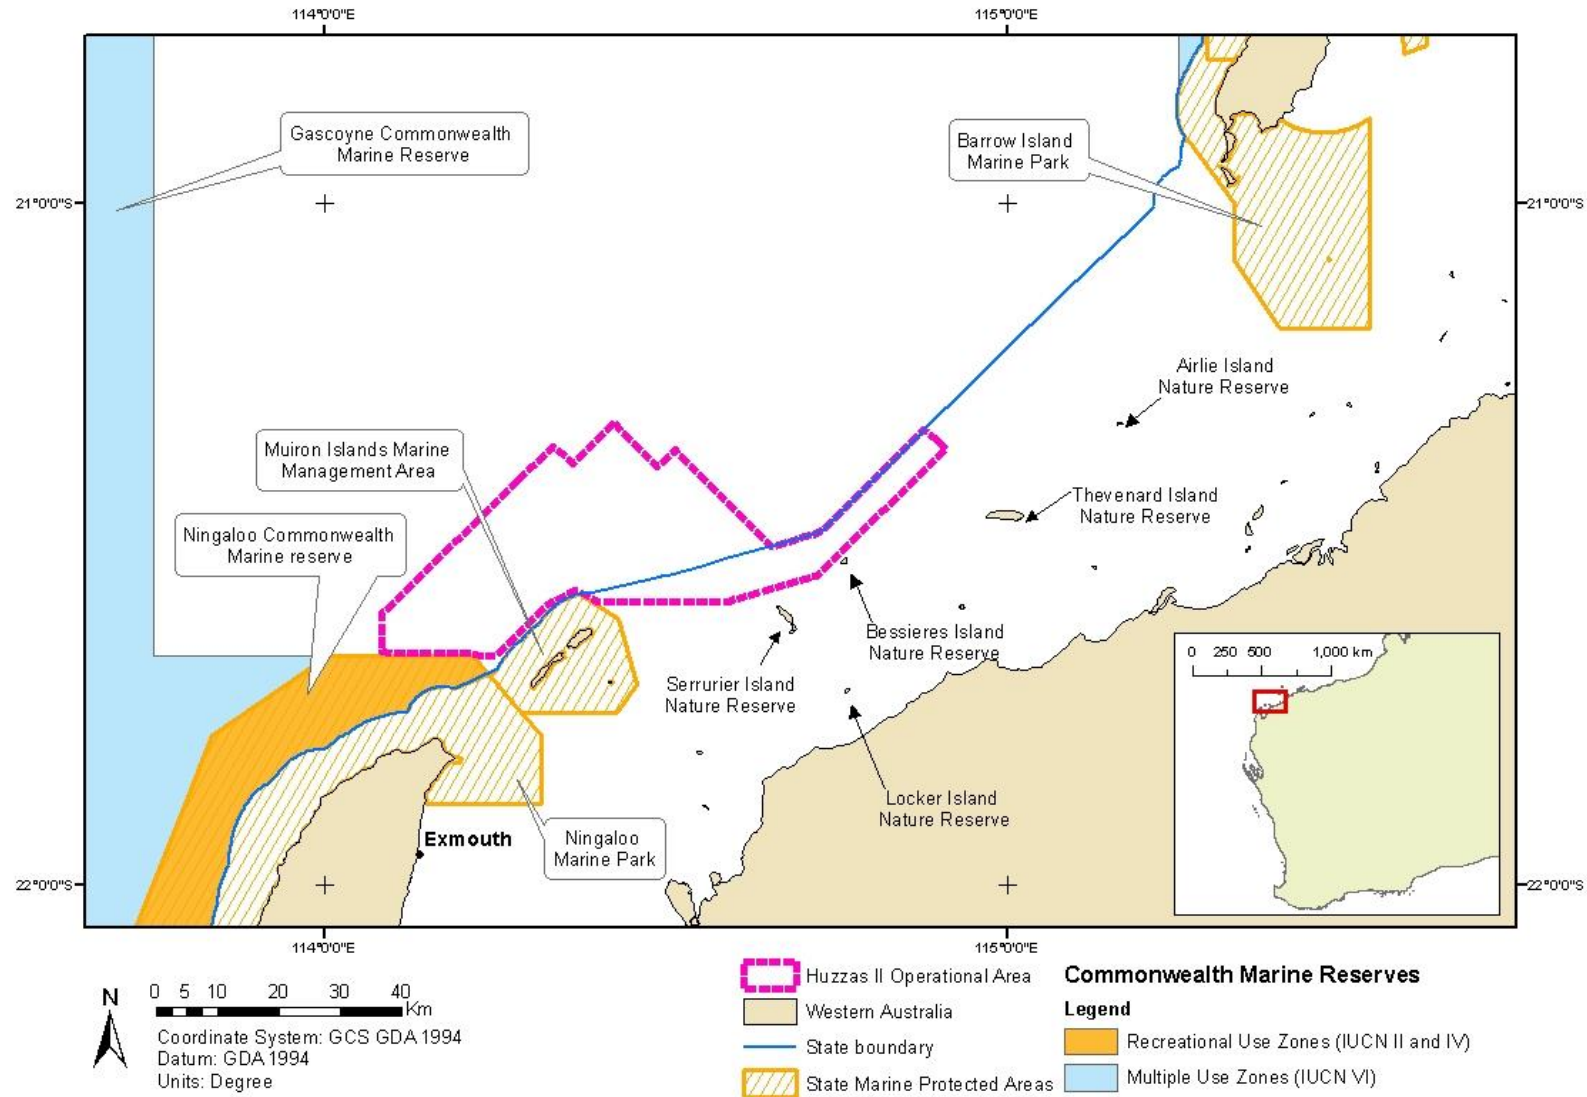 114°0'0"E
115°0'0"E
Gascoyne Commonwealth
Marine Reserve
Barrow Island
Marine Park
21°0'0"S
21°0'0"S
Airlie Island
Nature Reserve
Muiron Islands Marine
Management Area
Thevenard Island
Nature Reserve
Ningaloo Commonwealth
Marine reserve
Bessieres Island
Nature Reserve
Serrurier Island
Nature Reserve
0 250 500 1,000 km
Locker Island
Nature Reserve
Exmouth
Ningaloo
Marine Park
22°0'0"S
22°0'0"S
114°0'0"E
115°0'0"E
N
0 5 10 20 30 40
Km
Coordinate System: GCS GDA 1994
Datum: GDA 1994
Units: Degree
Huzzas II Operational Area
Western Australia
State boundary
State Marine Protected Areas
Commonwealth Marine Reserves
Legend
Recreational Use Zones (IUCN II and IV)
Multiple Use Zones (IUCN VI)